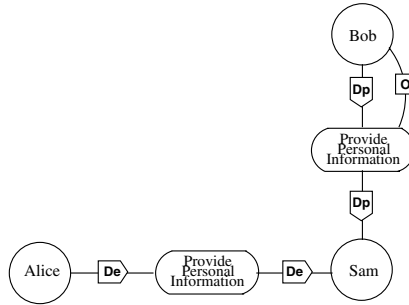 Bob
Dp
O
Provide
Personal
Information
Dp
Alice
De
Provide
Personal
Information
De
Sam